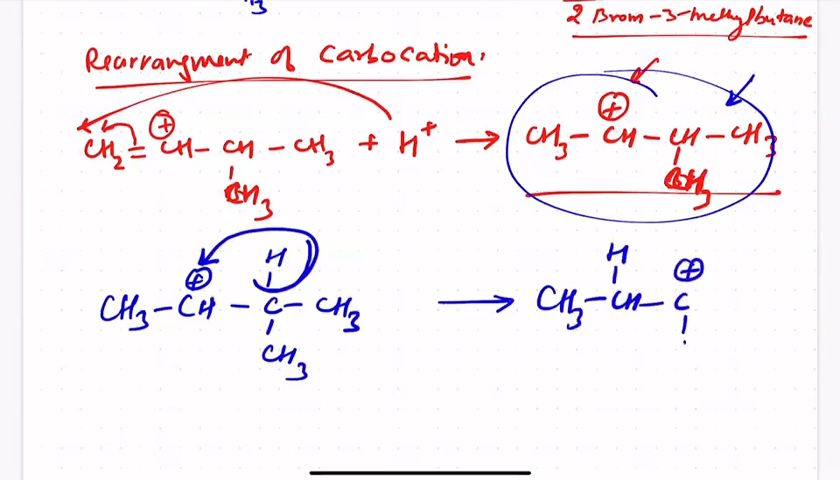 3
2 Brom-3-methylbutane
Rearrangment of Carbocation.
CH2=CH-CH-CH3 + H+ → CH3-CH-CH-CH3
⊕
CH3
⊕
CH3
H
H
⊕
⊕
CH3-CH-C-CH3 → CH3-CH-C
CH3